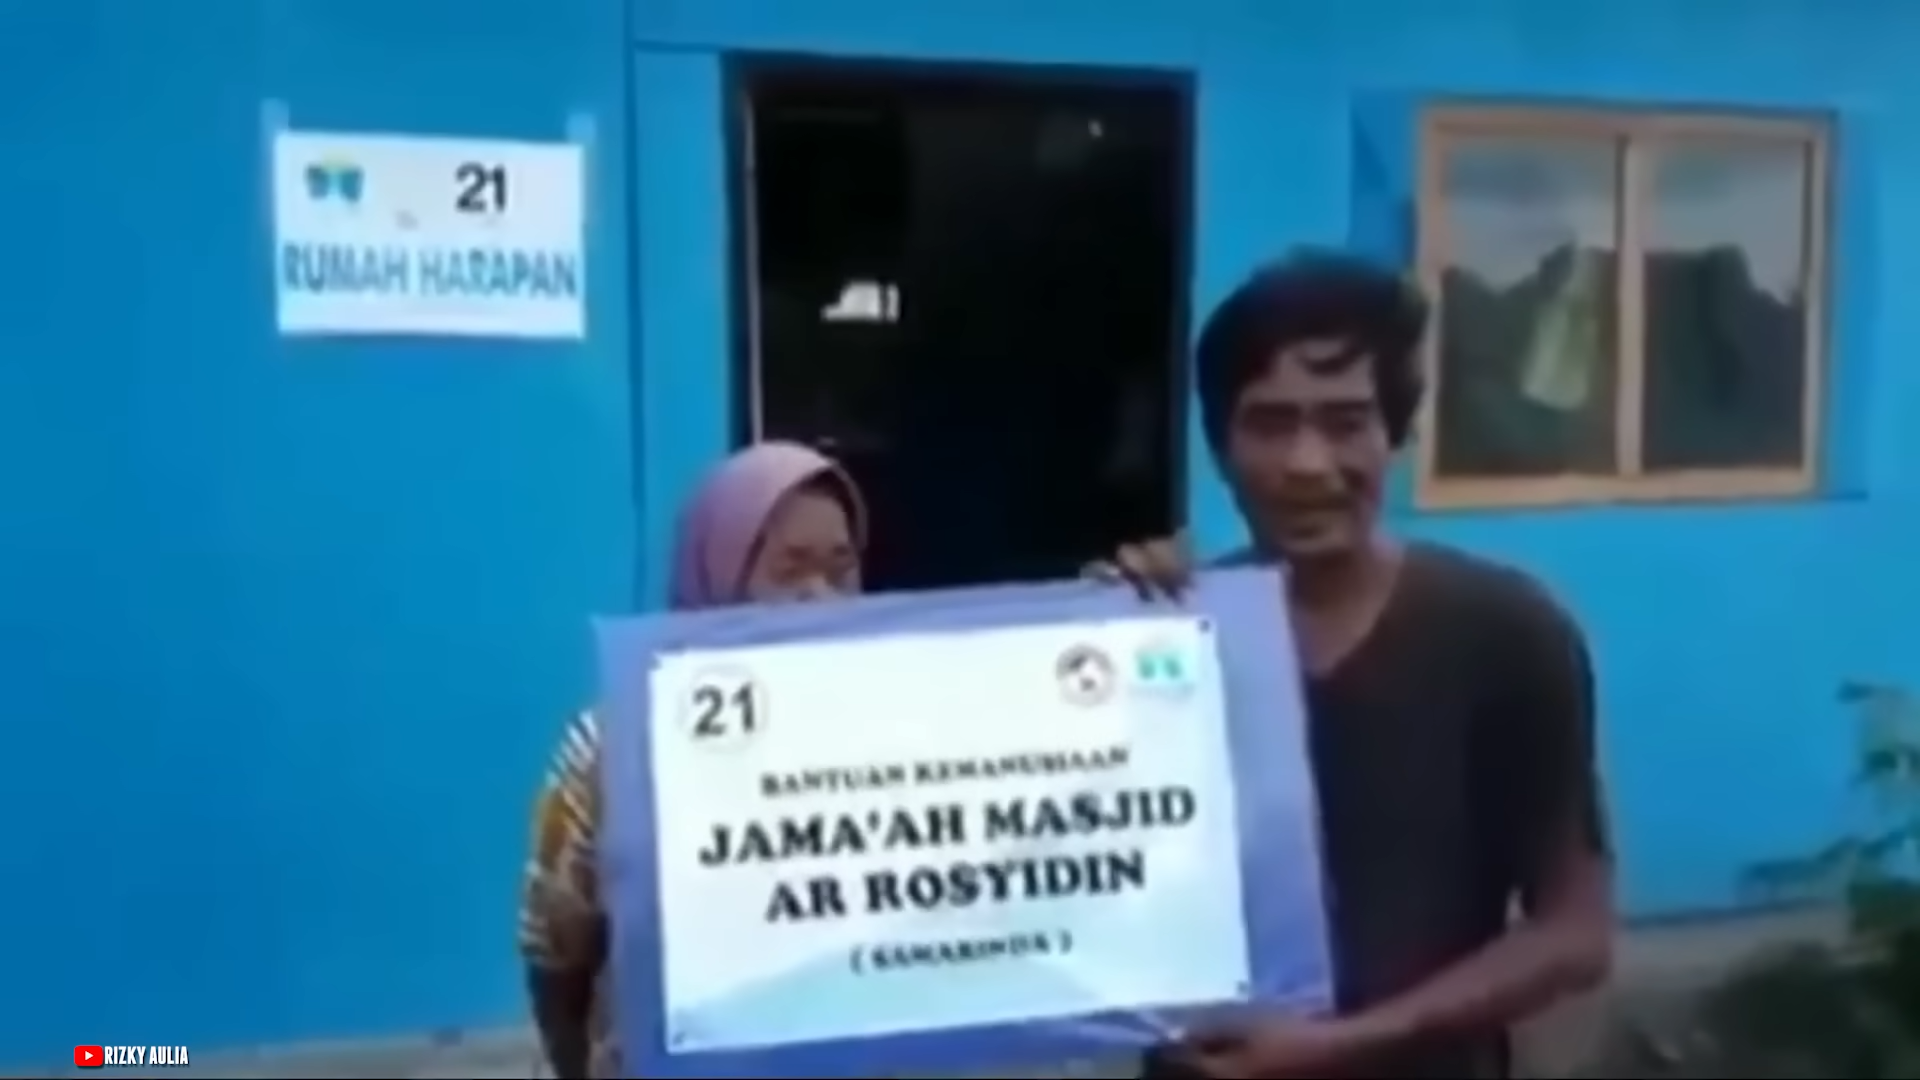 21
RUMAH HARAPAN
21
BANTUAN KEMANUSIAAN
JAMA'AH MASJID
AR ROSYIDIN
( SAMARINDA )
RIZKY AULIA